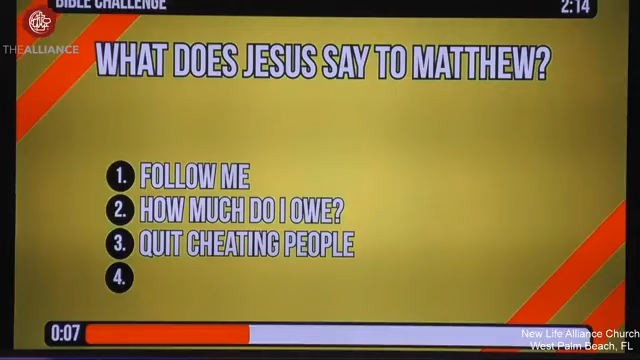 BIBLE CHALLENGE
2:14
THEALLIANCE
WHAT DOES JESUS SAY TO MATTHEW?
1. FOLLOW ME
2. HOW MUCH DO I OWE?
3. QUIT CHEATING PEOPLE
4.
0:07
New Life Alliance Church
West Palm Beach, FL